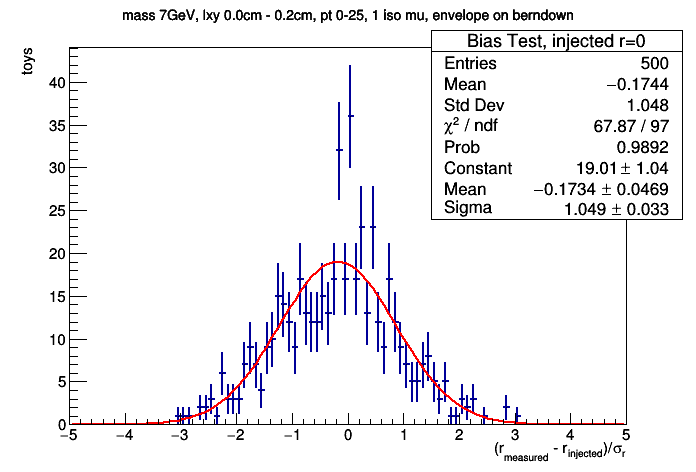 mass 7GeV, lxy 0.0cm - 0.2cm, pt 0-25, 1 iso mu, envelope on berndown
Bias Test, injected r=0
Entries 500
Mean −0.1744
Std Dev 1.048
χ² / ndf 67.87 / 97
Prob 0.9892
Constant 19.01 ± 1.04
Mean −0.1734 ± 0.0469
Sigma 1.049 ± 0.033
toys
40
35
30
25
20
15
10
5
0
−5 −4 −3 −2 −1 0 1 2 3 4 5
(r_measured - r_injected)/σ_r